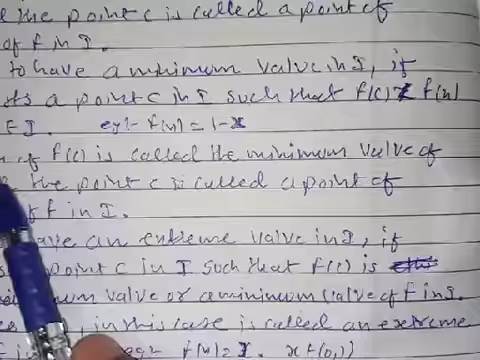 the point c is called a point of
of f in I.
to have a minimum value in I, if
a point c in I such that f(c) < f(x)
I. eg:- f(x) = 1-x
of f(c) is called the minimum value of
the point c is called a point of
of f in I.
have an extreme value in I, if
point c in I such that f(c) is
value or a minimum value of f in I.
, in this case is called an extreme
f(x) = x. x ∈ (0,1)